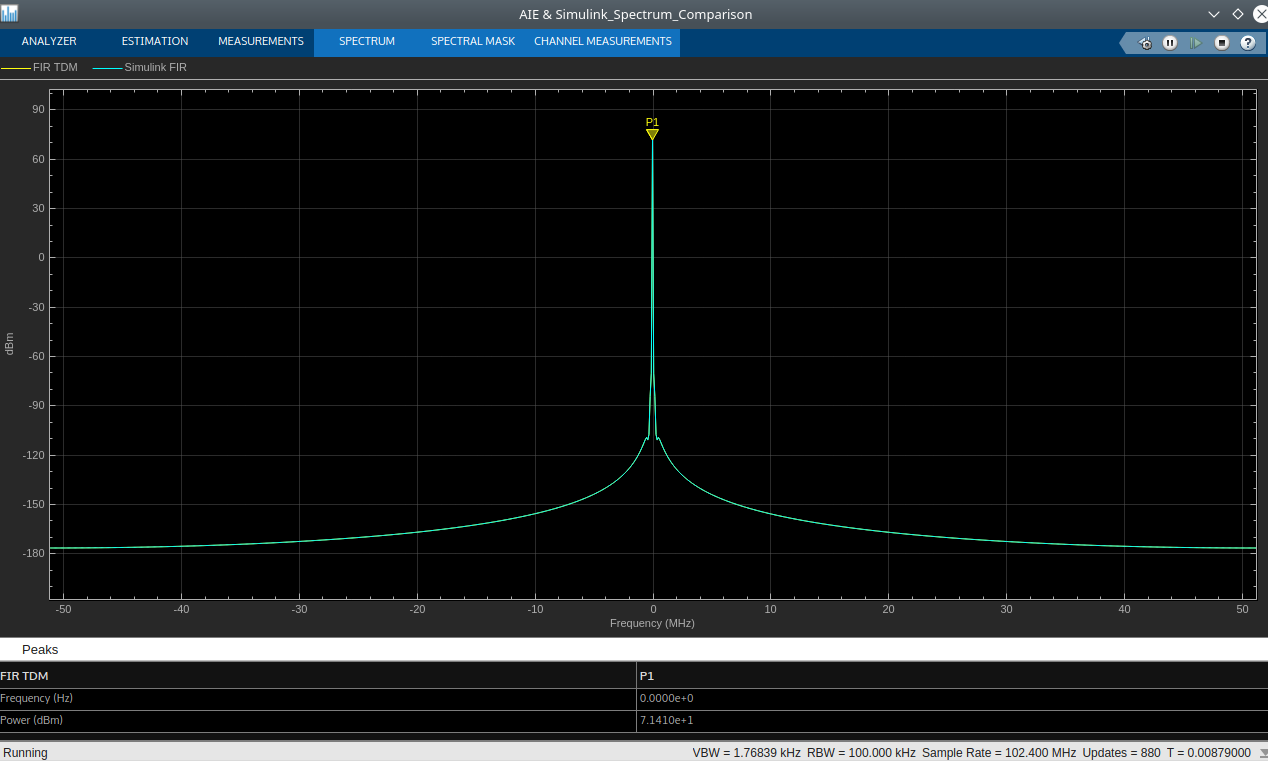 AIE & Simulink_Spectrum_Comparison
ANALYZER ESTIMATION MEASUREMENTS SPECTRUM SPECTRAL MASK CHANNEL MEASUREMENTS ?
FIR TDM Simulink FIR
P1
90
60
30
0
-30
-60
-90
-120
-150
-180
dBm
-50 -40 -30 -20 -10 0 10 20 30 40 50
Frequency (MHz)
Peaks
FIR TDM P1
Frequency (Hz) 0.0000e+0
Power (dBm) 7.1410e+1
Running VBW = 1.76839 kHz RBW = 100.000 kHz Sample Rate = 102.400 MHz Updates = 880 T = 0.00879000